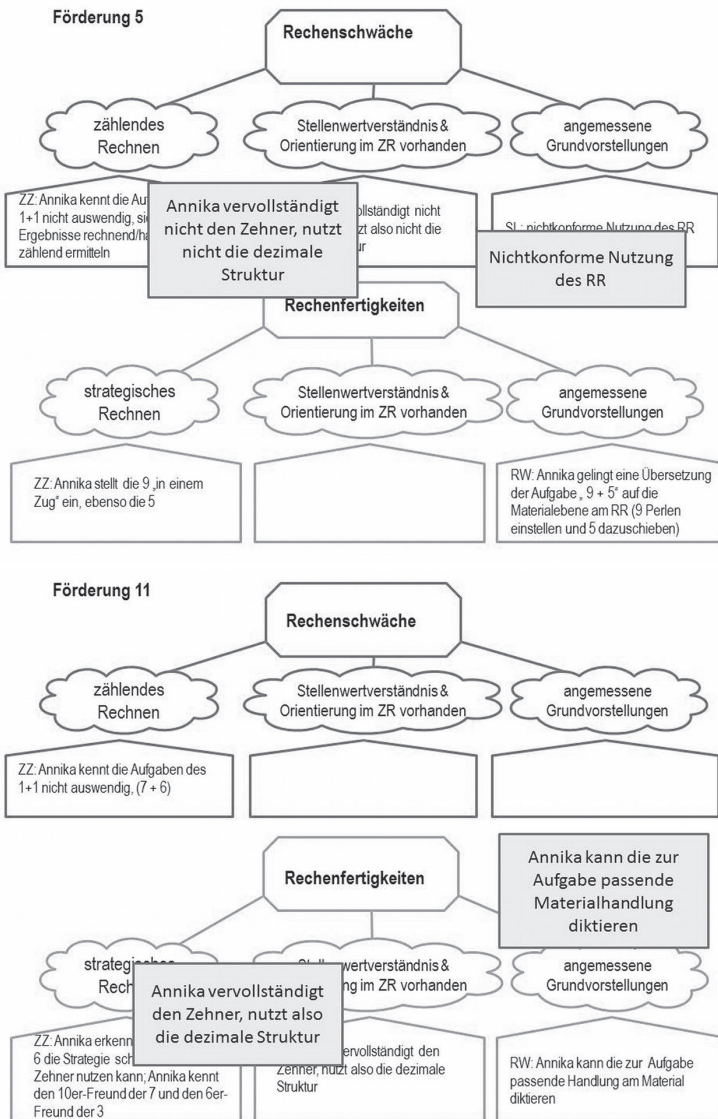 Förderung 5
Rechenschwäche
zählendes
Rechnen
Stellenwertverständnis &
Orientierung im ZR vorhanden
angemessene
Grundvorstellungen
ZZ: Annika kennt die
1+1 nicht auswendig,
Ergebnisse
zählend ermitteln
Annika vervollständigt
nicht den Zehner, nutzt
nicht die dezimale
Struktur
nicht
also nicht die
SL: nichtkonforme Nutzung des RR
Nichtkonforme Nutzung
des RR
Rechenfertigkeiten
strategisches
Rechnen
Stellenwertverständnis &
Orientierung im ZR vorhanden
angemessene
Grundvorstellungen
ZZ: Annika stellt die 9 „in einem
Zug“ ein, ebenso die 5
RW: Annika gelingt eine Übersetzung
der Aufgabe „ 9 + 5“ auf die
Materialebene am RR (9 Perlen
einstellen und 5 dazuschieben)
Förderung 11
Rechenschwäche
zählendes
Rechnen
Stellenwertverständnis &
Orientierung im ZR vorhanden
angemessene
Grundvorstellungen
ZZ: Annika kennt die Aufgaben des
1+1 nicht auswendig, (7 + 6)
Rechenfertigkeiten
Annika kann die zur
Aufgabe passende
Materialhandlung
diktieren
strategisches
&
im ZR vorhanden
angemessene
Grundvorstellungen
Annika vervollständigt
den Zehner, nutzt also
die dezimale Struktur
ZZ: Annika
6 die Strategie
Zehner nutzen kann; Annika kennt
den 10er-Freund der 7 und den 6er-
Freund der 3
vervollständigt den
Zehner, nutzt also die dezimale
Struktur
RW: Annika kann die zur Aufgabe
passende Handlung am Material
diktieren